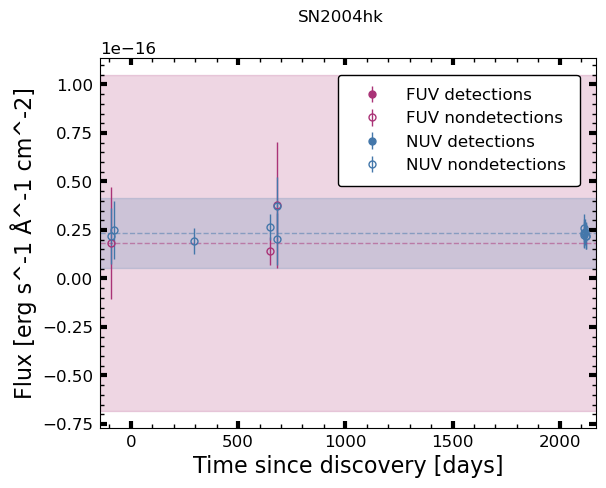 SN2004hk
1e−16
1.00
0.75
0.50
0.25
0.00
−0.25
−0.50
−0.75
Flux [erg s^-1 Å^-1 cm^-2]
FUV detections
FUV nondetections
NUV detections
NUV nondetections
0 500 1000 1500 2000
Time since discovery [days]